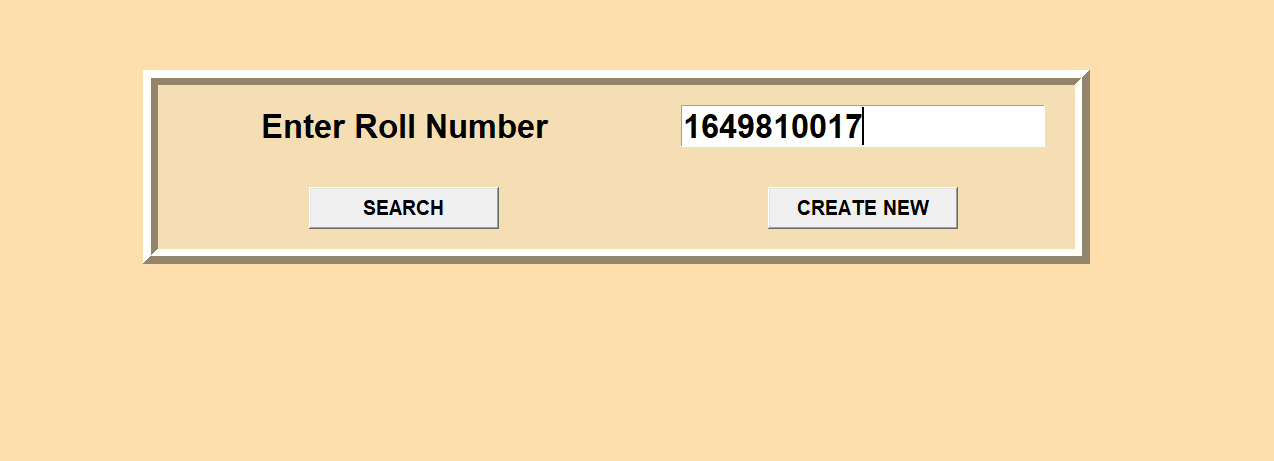 Enter Roll Number 1649810017
SEARCH CREATE NEW